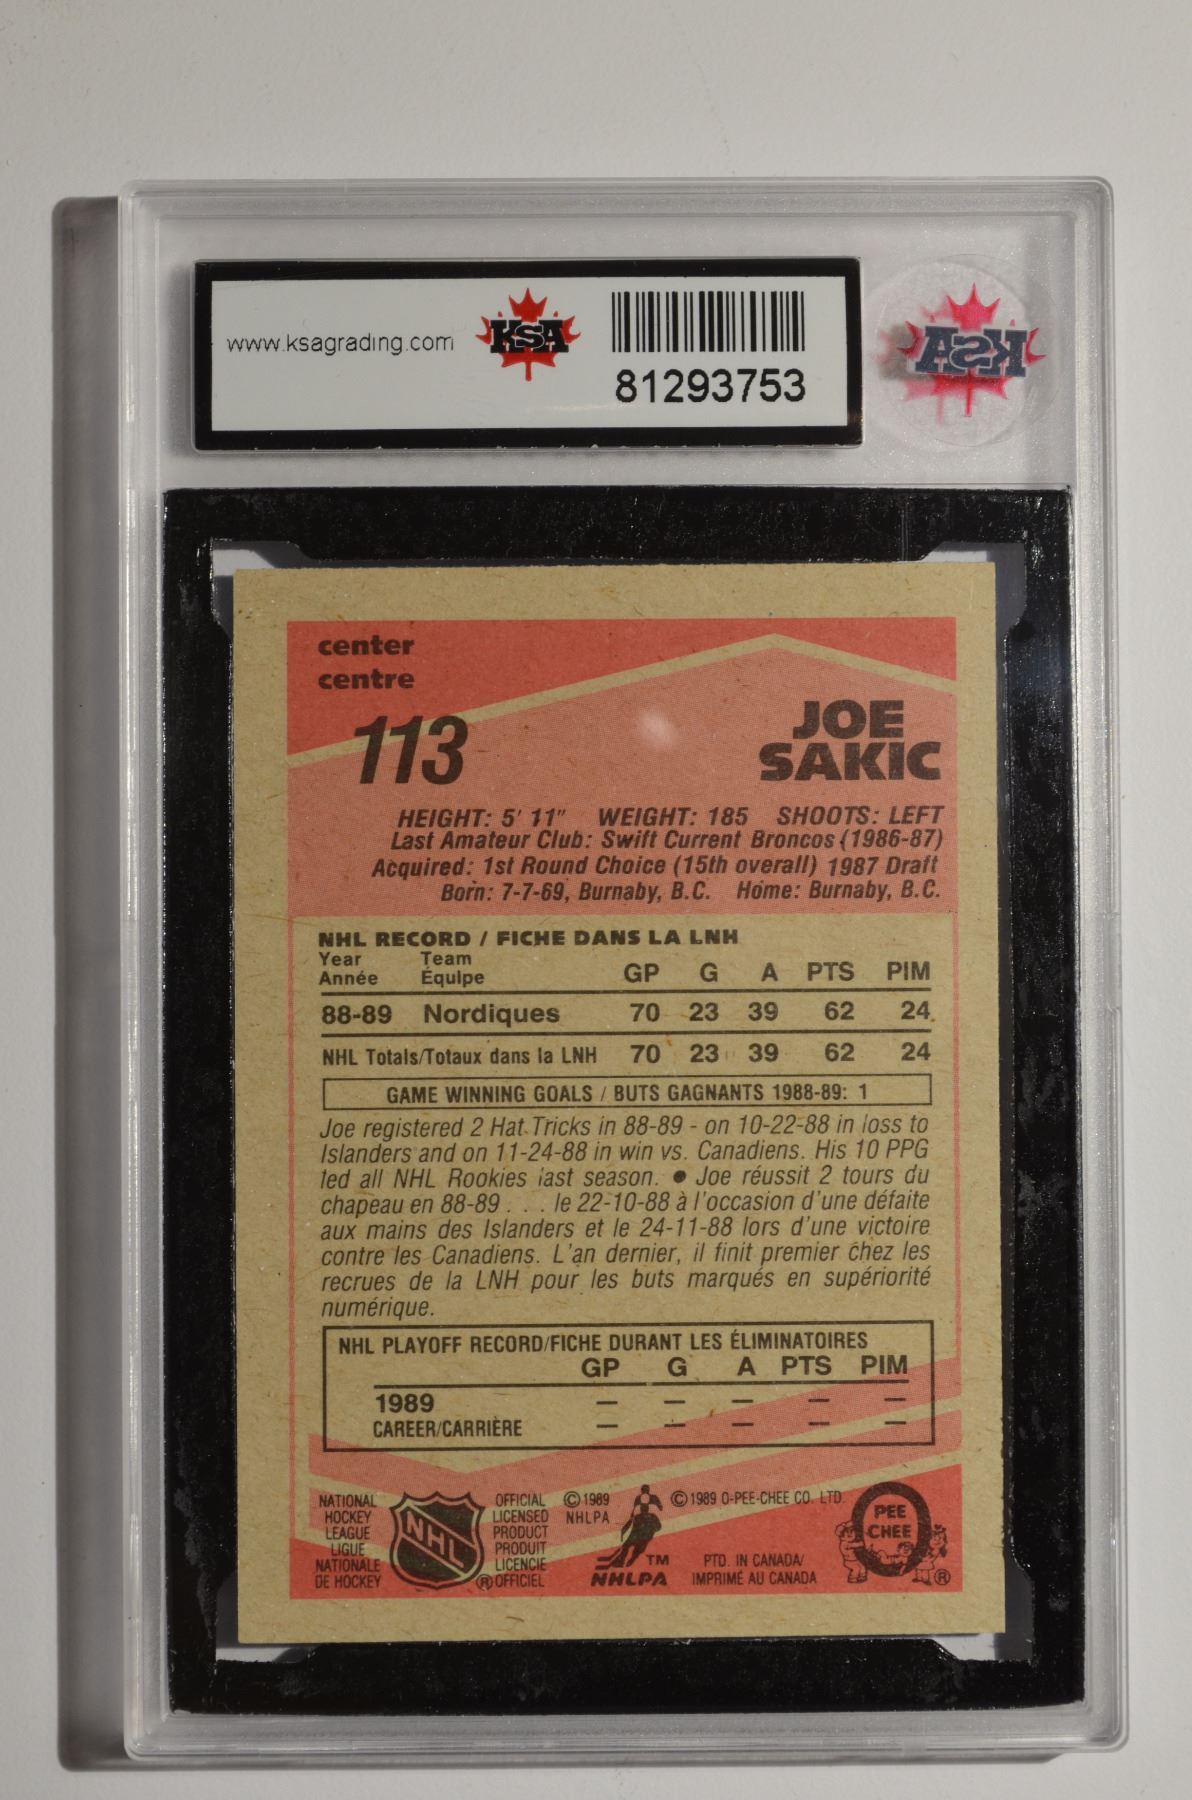 www.ksagrading.com
KSA
81293753
KSA
center
centre
113
JOE
SAKIC
HEIGHT: 5' 11" WEIGHT: 185 SHOOTS: LEFT
Last Amateur Club: Swift Current Broncos (1986-87)
Acquired: 1st Round Choice (15th overall) 1987 Draft
Born: 7-7-69, Burnaby, B.C. Home: Burnaby, B.C.
NHL RECORD / FICHE DANS LA LNH
Year Team
Année Équipe GP G A PTS PIM
88-89 Nordiques 70 23 39 62 24
NHL Totals/Totaux dans la LNH 70 23 39 62 24
GAME WINNING GOALS / BUTS GAGNANTS 1988-89: 1
Joe registered 2 Hat Tricks in 88-89 - on 10-22-88 in loss to
Islanders and on 11-24-88 in win vs. Canadiens. His 10 PPG
led all NHL Rookies last season. ● Joe réussit 2 tours du
chapeau en 88-89 . . . le 22-10-88 à l'occasion d'une défaite
aux mains des Islanders et le 24-11-88 lors d'une victoire
contre les Canadiens. L'an dernier, il finit premier chez les
recrues de la LNH pour les buts marqués en supériorité
numérique.
NHL PLAYOFF RECORD/FICHE DURANT LES ÉLIMINATOIRES
GP G A PTS PIM
1989 — — — — —
CAREER/CARRIÈRE — — — — —
NATIONAL
HOCKEY
LEAGUE
LIGUE
NATIONALE
DE HOCKEY
NHL
OFFICIAL
LICENSED
PRODUCT
PRODUIT
LICENCIE
® OFFICIEL
© 1989
NHLPA
TM
NHLPA
© 1989 O-PEE-CHEE CO. LTD.
PTD. IN CANADA/
IMPRIMÉ AU CANADA
O
PEE
CHEE
®